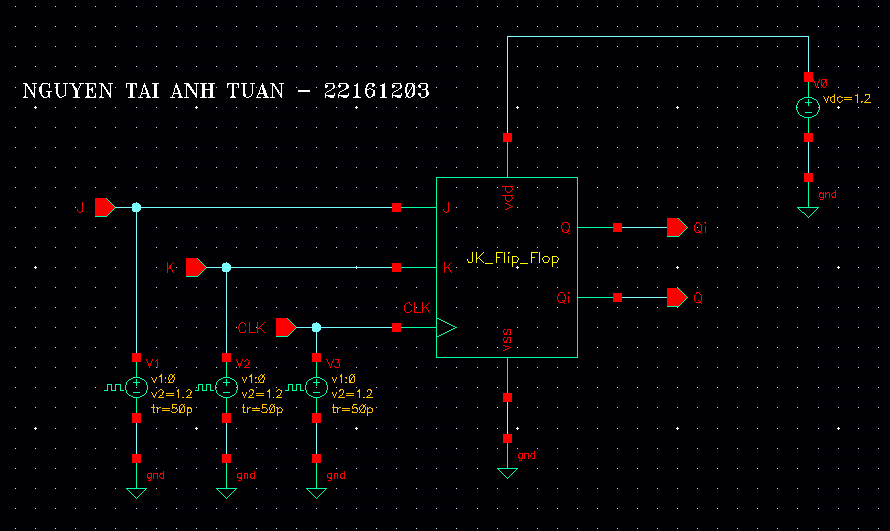 NGUYEN TAI ANH TUAN - 22161203
V0
vdc=1.2
gnd
vdd
J
J
Q
Qi
JK_Flip_Flop
K
K
Qi
Q
CLK
CLK
vss
V1
v1:0
v2=1.2
tr=50p
V2
v1:0
v2=1.2
tr=50p
V3
v1:0
v2=1.2
tr=50p
gnd
gnd
gnd
gnd